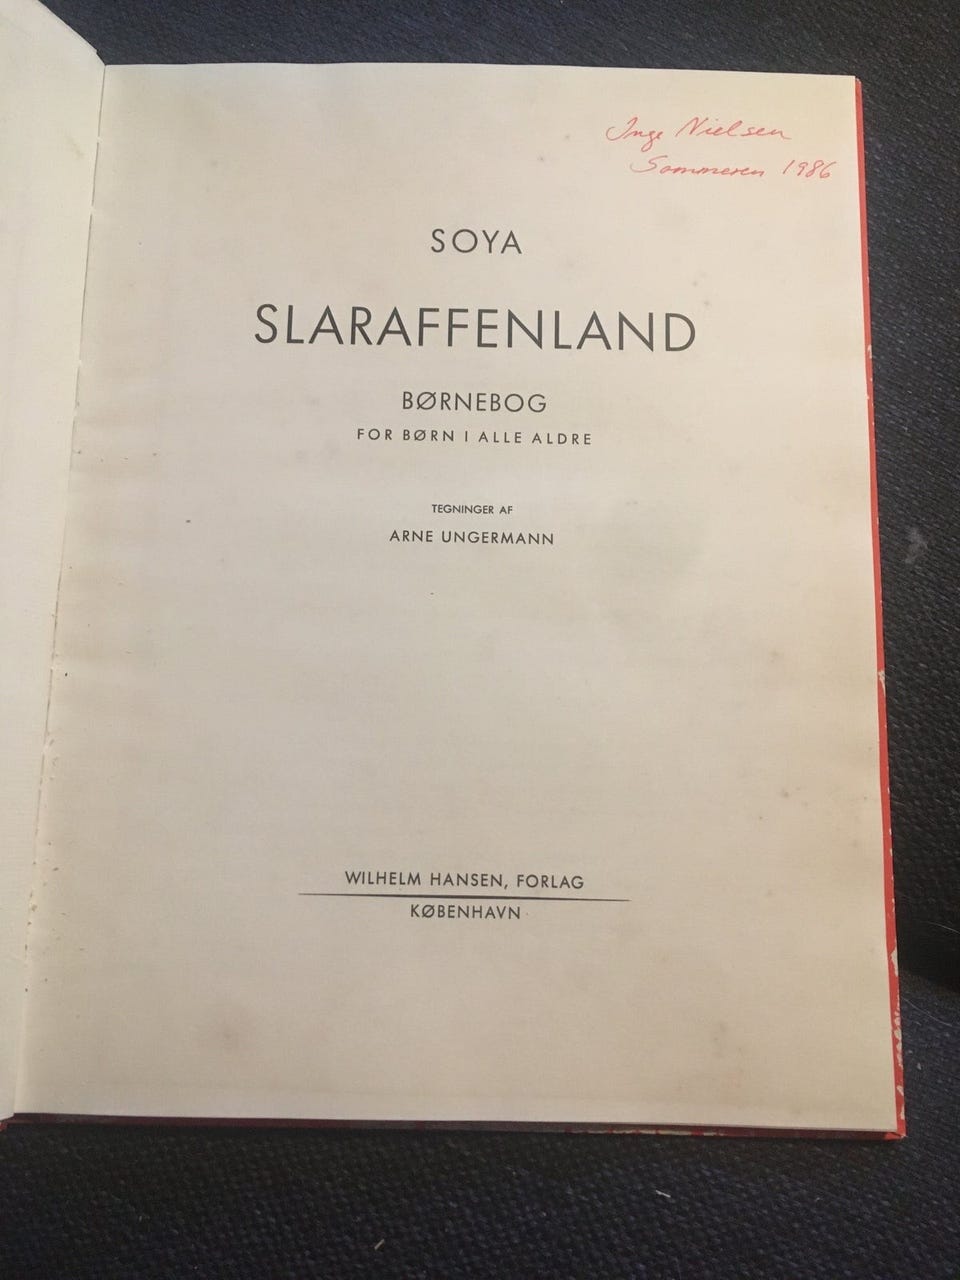 Inge Nielsen
Sommeren 1986
SOYA
SLARAFFENLAND
BØRNEBOG
FOR BØRN I ALLE ALDRE
TEGNINGER AF
ARNE UNGERMANN
WILHELM HANSEN, FORLAG
KØBENHAVN